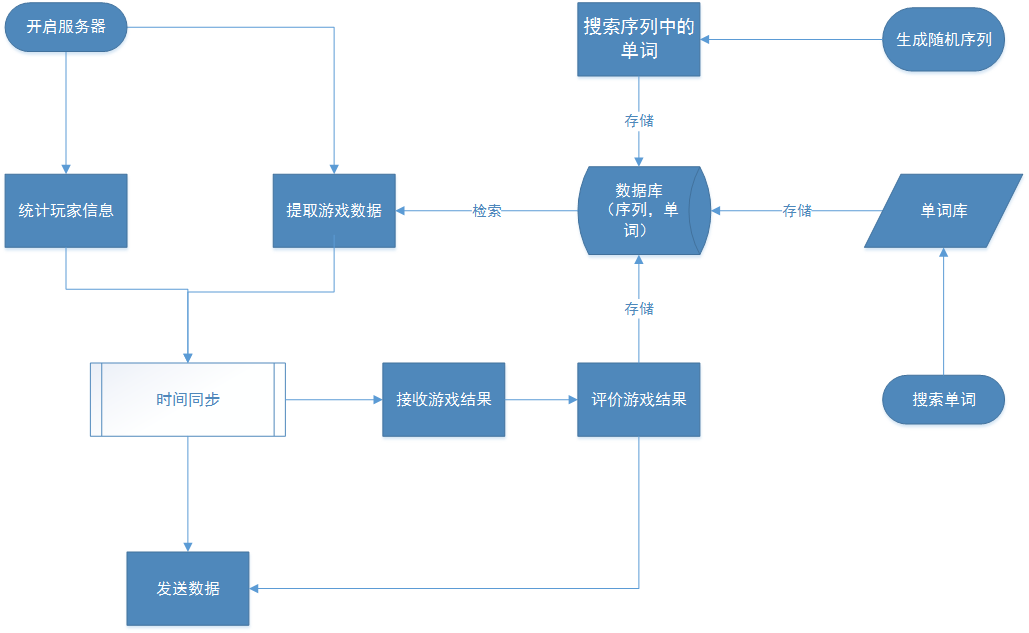 开启服务器
搜索序列中的
单词
生成随机序列
存储
统计玩家信息
提取游戏数据
检索
数据库
（序列，单
词）
存储
单词库
存储
时间同步
接收游戏结果
评价游戏结果
搜索单词
发送数据